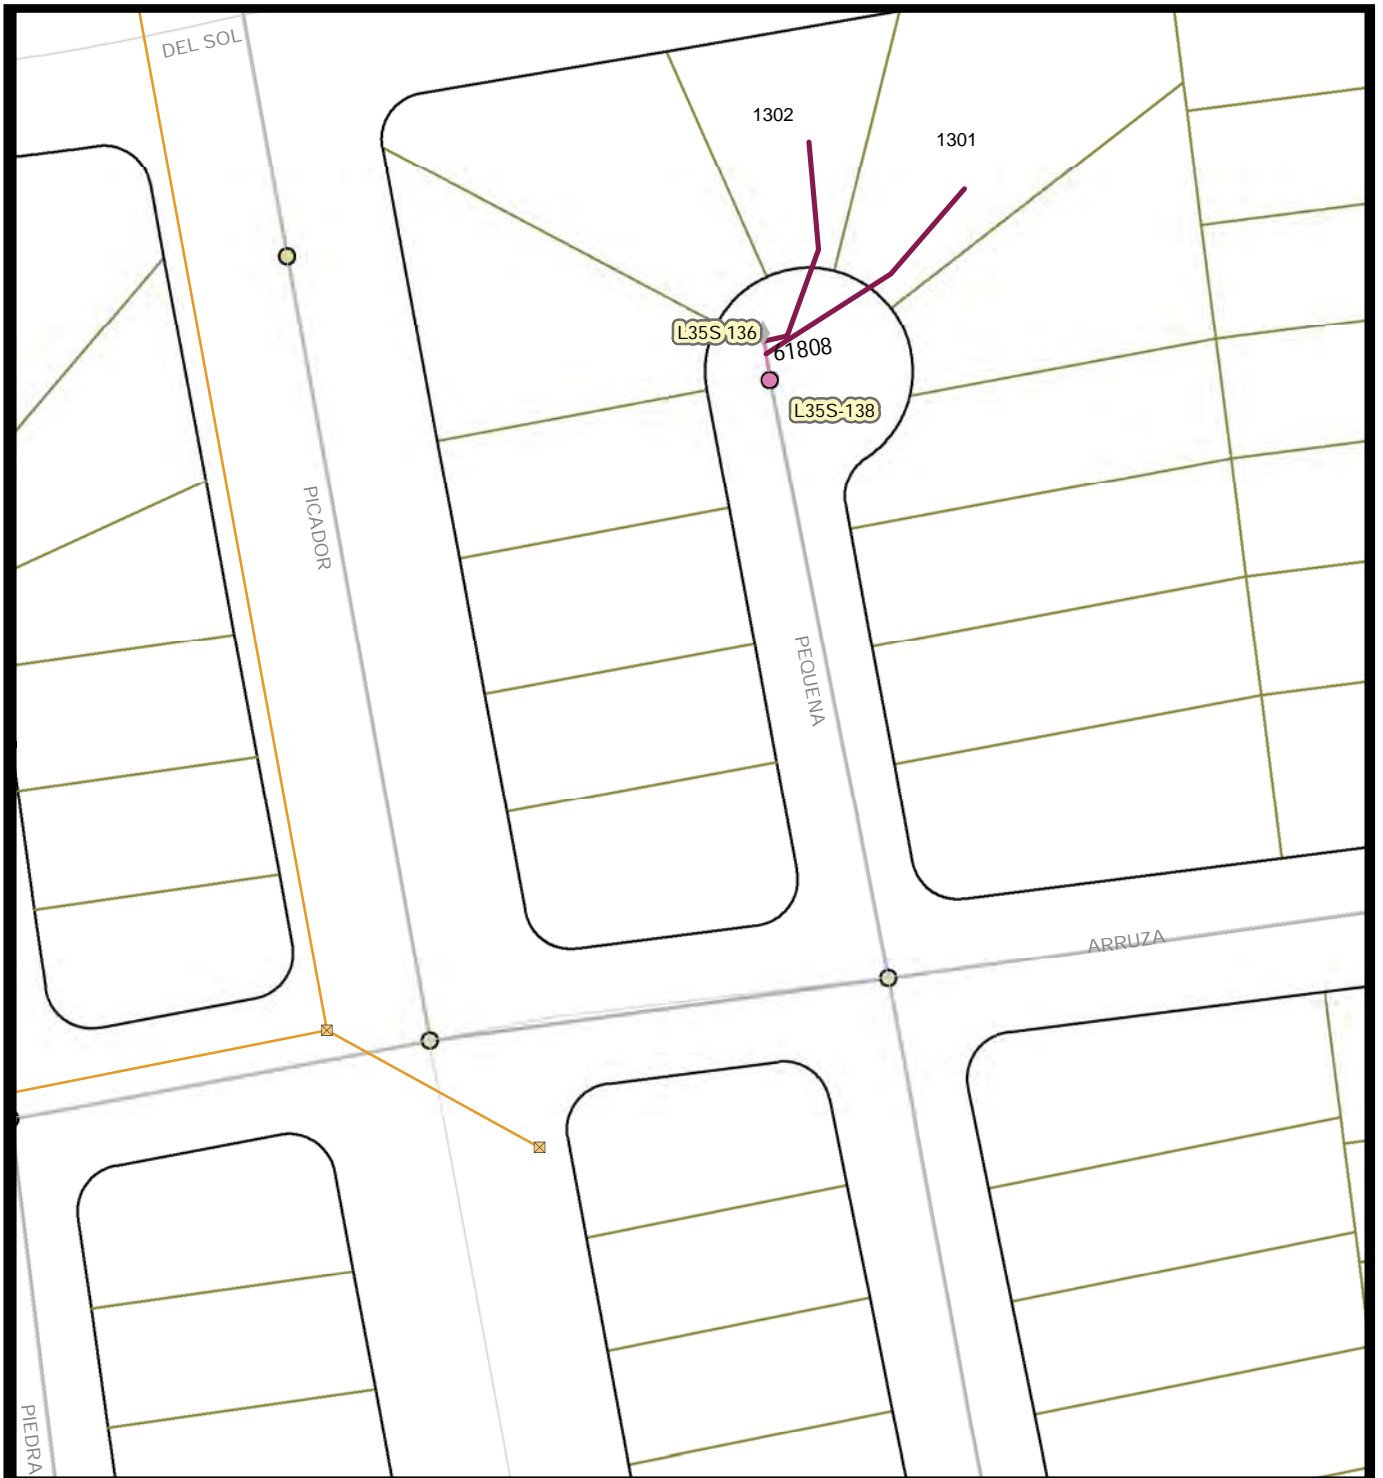 DEL SOL
1302
1301
L35S 136
61808
L35S-138
PICADOR
PEQUENA
ARRUZA
PIEDRA